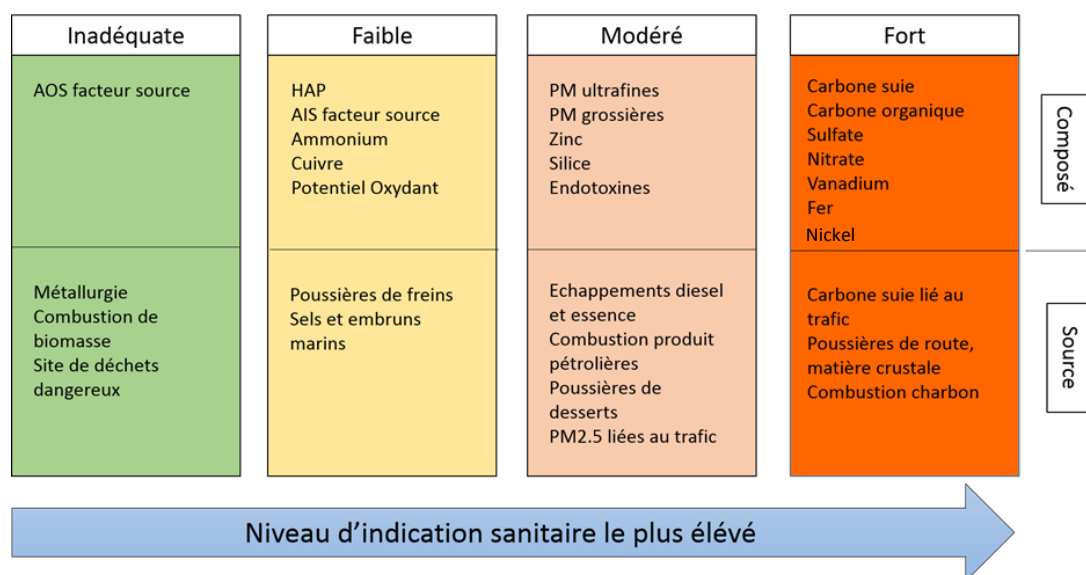 Inadéquate
AOS facteur source
Métallurgie
Combustion de
biomasse
Site de déchets
dangereux
Faible
HAP
AIS facteur source
Ammonium
Cuivre
Potentiel Oxydant
Poussières de freins
Sels et embruns
marins
Modéré
PM ultrafines
PM grossières
Zinc
Silice
Endotoxines
Echappements diesel
et essence
Combustion produit
pétrolières
Poussières de
desserts
PM2.5 liées au trafic
Fort
Carbone suie
Carbone organique
Sulfate
Nitrate
Vanadium
Fer
Nickel
Carbone suie lié au
trafic
Poussières de route,
matière crustale
Combustion charbon
Composé
Source
Niveau d’indication sanitaire le plus élévé